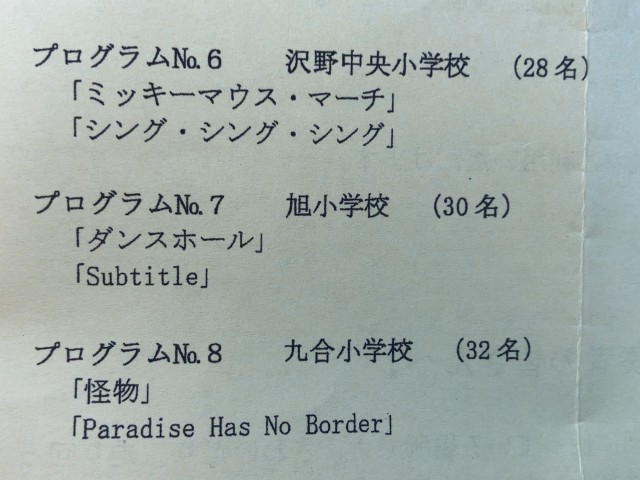 プログラム№6 沢野中央小学校 (28名)
「ミッキーマウス・マーチ」
「シング・シング・シング」
プログラム№7 旭小学校 (30名)
「ダンスホール」
「Subtitle」
プログラム№8 九合小学校 (32名)
「怪物」
「Paradise Has No Border」